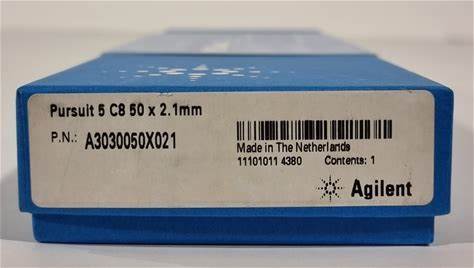 Pursuit 5 C8 50 x 2.1mm
P.N.: A3030050X021
Made in The Netherlands
11101011 4380 Contents: 1
Agilent